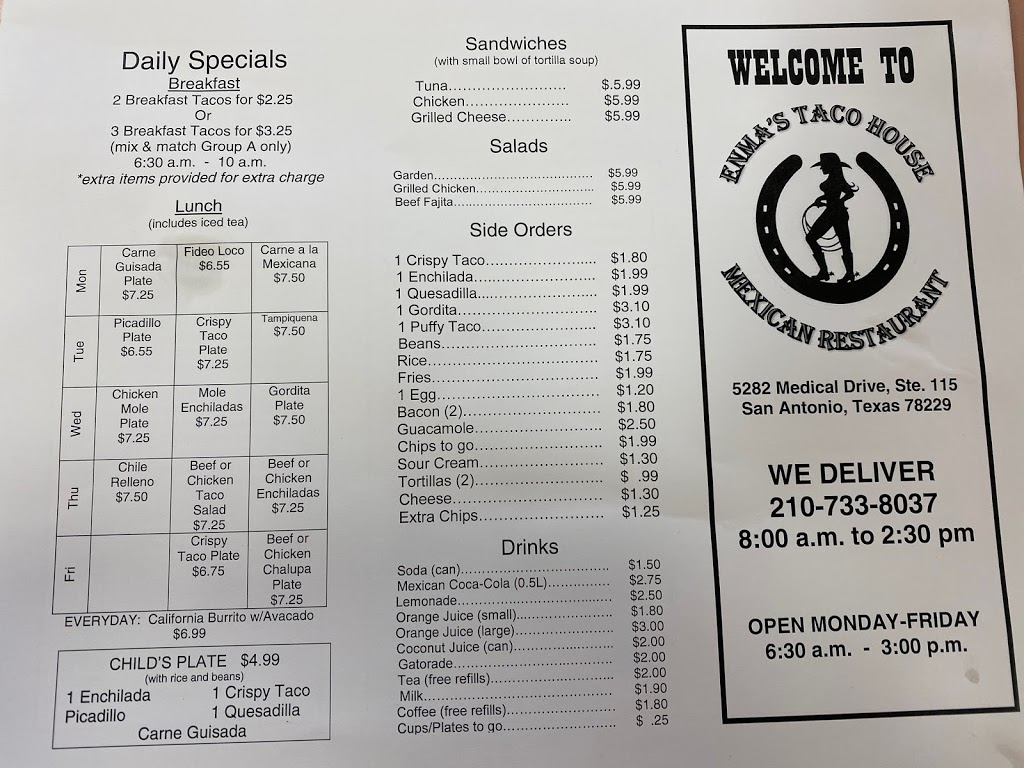 Daily Specials
Breakfast
2 Breakfast Tacos for $2.25
Or
3 Breakfast Tacos for $3.25
(mix & match Group A only)
6:30 a.m. - 10 a.m.
*extra items provided for extra charge
Lunch
(includes iced tea)
Mon
Carne
Guisada
Plate
$7.25
Fideo Loco
$6.55
Carne a la
Mexicana
$7.50
Tue
Picadillo
Plate
$6.55
Crispy
Taco
Plate
$7.25
Tampiquena
$7.50
Wed
Chicken
Mole
Plate
$7.25
Mole
Enchiladas
$7.25
Gordita
Plate
$7.50
Thu
Chile
Relleno
$7.50
Beef or
Chicken
Taco
Salad
$7.25
Beef or
Chicken
Enchiladas
$7.25
Fri
Crispy
Taco Plate
$6.75
Beef or
Chicken
Chalupa
Plate
$7.25
EVERYDAY: California Burrito w/Avacado
$6.99
CHILD'S PLATE $4.99
(with rice and beans)
1 Enchilada 1 Crispy Taco
Picadillo 1 Quesadilla
Carne Guisada
Sandwiches
(with small bowl of tortilla soup)
Tuna.......................... $.5.99
Chicken....................... $5.99
Grilled Cheese.............. $5.99
Salads
Garden........................................ $5.99
Grilled Chicken............................. $5.99
Beef Fajita.................................... $5.99
Side Orders
1 Crispy Taco........................ $1.80
1 Enchilada.......................... $1.99
1 Quesadilla.......................... $1.99
1 Gordita.............................. $3.10
1 Puffy Taco.......................... $3.10
Beans.................................. $1.75
Rice..................................... $1.75
Fries..................................... $1.99
1 Egg................................... $1.20
Bacon (2).............................. $1.80
Guacamole........................... $2.50
Chips to go........................... $1.99
Sour Cream.......................... $1.30
Tortillas (2)........................... $ .99
Cheese................................ $1.30
Extra Chips........................... $1.25
Drinks
Soda (can)................................. $1.50
Mexican Coca-Cola (0.5L).............. $2.75
Lemonade.................................. $2.50
Orange Juice (small)..................... $1.80
Orange Juice (large)..................... $3.00
Coconut Juice (can)...................... $2.00
Gatorade................................... $2.00
Tea (free refills).......................... $2.00
Milk.......................................... $1.90
Coffee (free refills)....................... $1.80
Cups/Plates to go........................ $ .25
WELCOME TO
ENMA'S TACO HOUSE
MEXICAN RESTAURANT
5282 Medical Drive, Ste. 115
San Antonio, Texas 78229
WE DELIVER
210-733-8037
8:00 a.m. to 2:30 pm
OPEN MONDAY-FRIDAY
6:30 a.m. - 3:00 p.m.